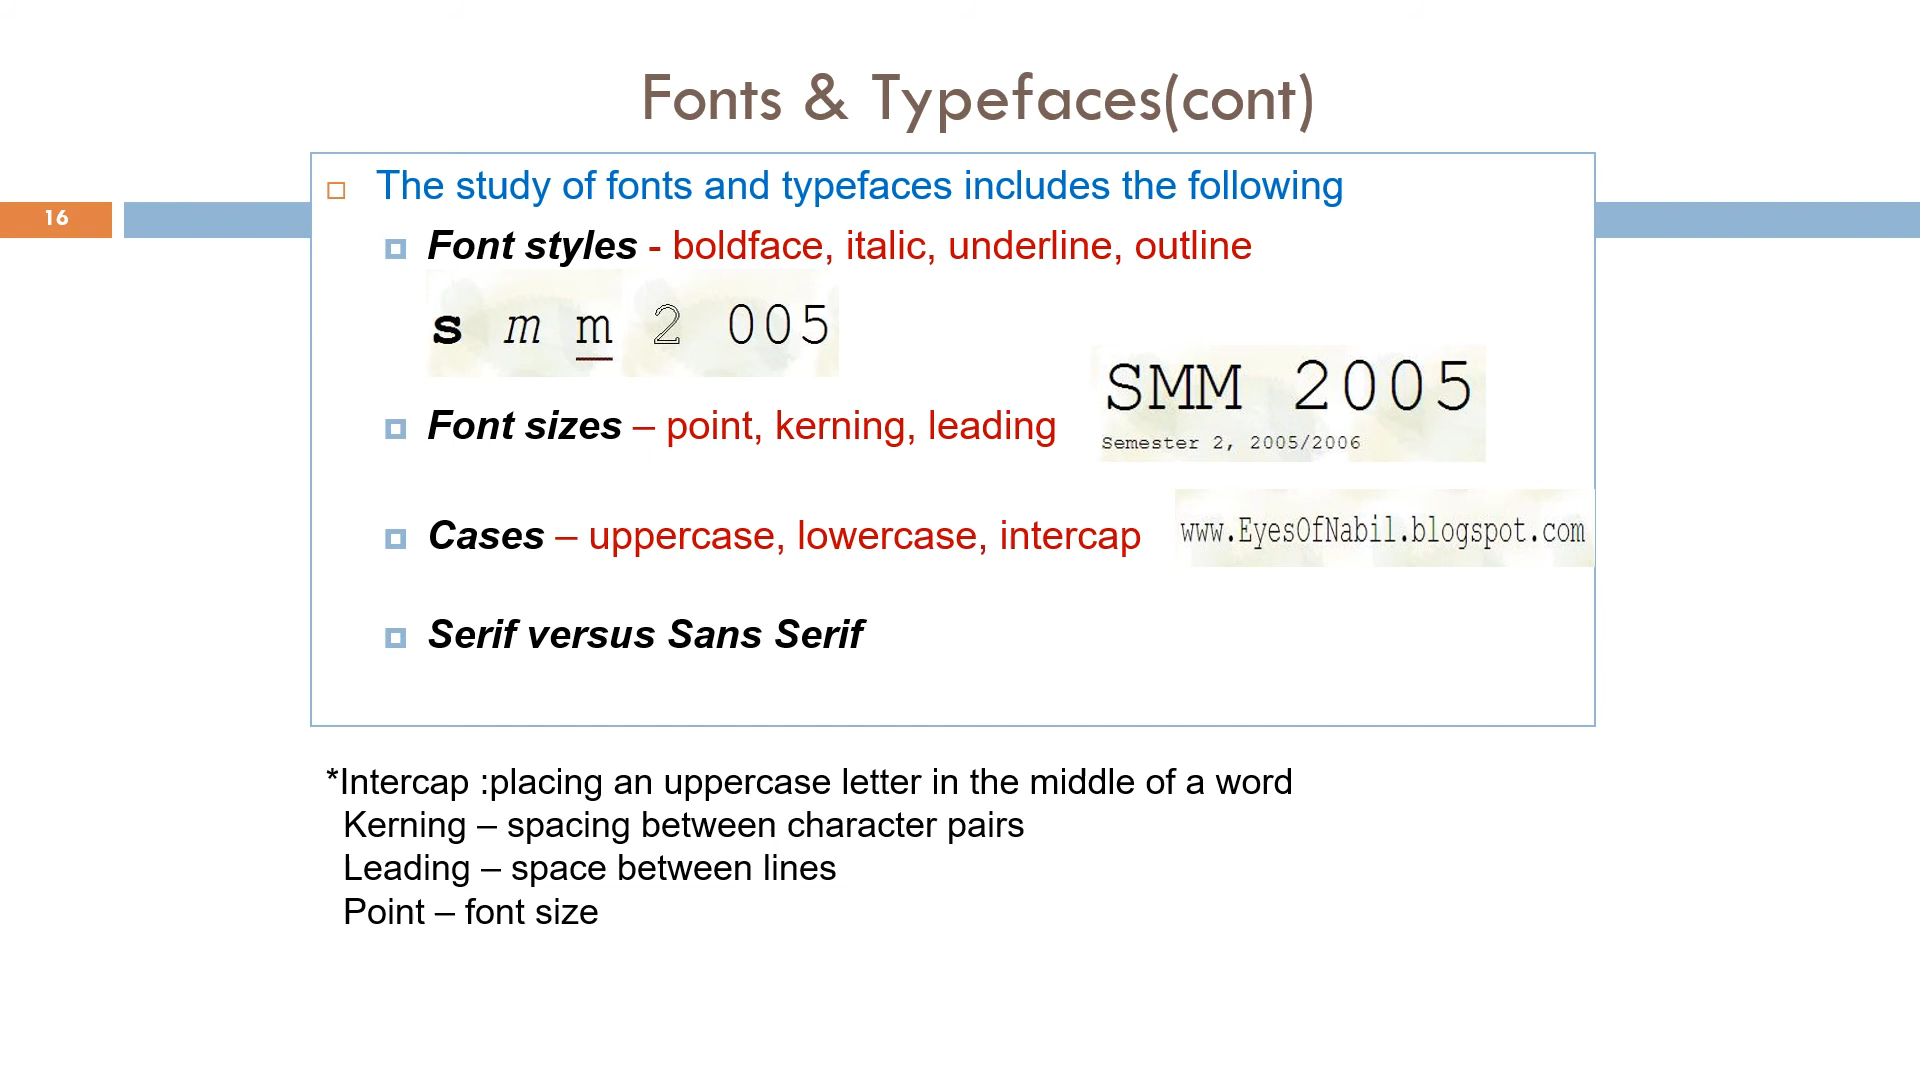 Fonts & Typefaces(cont)
16
The study of fonts and typefaces includes the following
Font styles - boldface, italic, underline, outline
s m m 2 005
SMM 2005
Semester 2, 2005/2006
Font sizes – point, kerning, leading
Cases – uppercase, lowercase, intercap
www.EyesOfNabil.blogspot.com
Serif versus Sans Serif
*Intercap :placing an uppercase letter in the middle of a word
Kerning – spacing between character pairs
Leading – space between lines
Point – font size